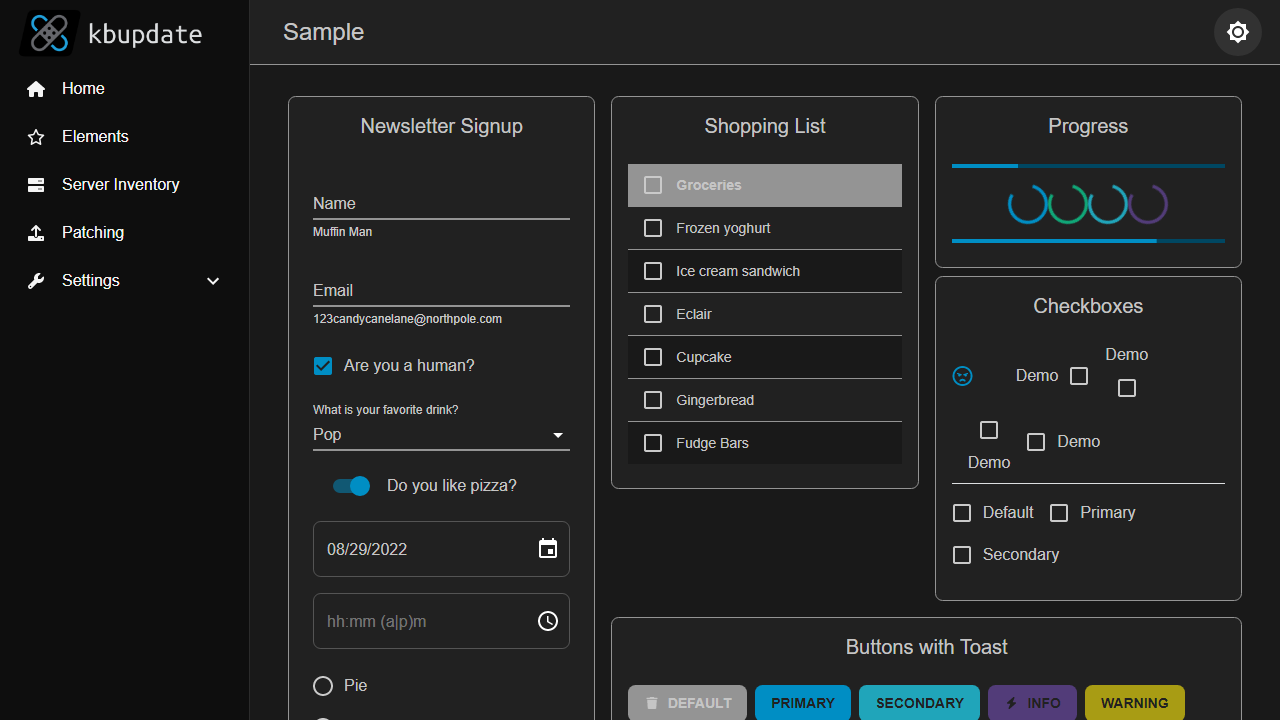 kbupdate
Sample
Home
Elements
Server Inventory
Patching
Settings
Newsletter Signup
Name
Muffin Man
Email
123candycanelane@northpole.com
Are you a human?
What is your favorite drink?
Pop
Do you like pizza?
08/29/2022
hh:mm (a|p)m
Pie
Shopping List
Groceries
Frozen yoghurt
Ice cream sandwich
Eclair
Cupcake
Gingerbread
Fudge Bars
Progress
Checkboxes
Demo
Demo
Demo
Demo
Default Primary
Secondary
Buttons with Toast
DEFAULT PRIMARY SECONDARY INFO WARNING